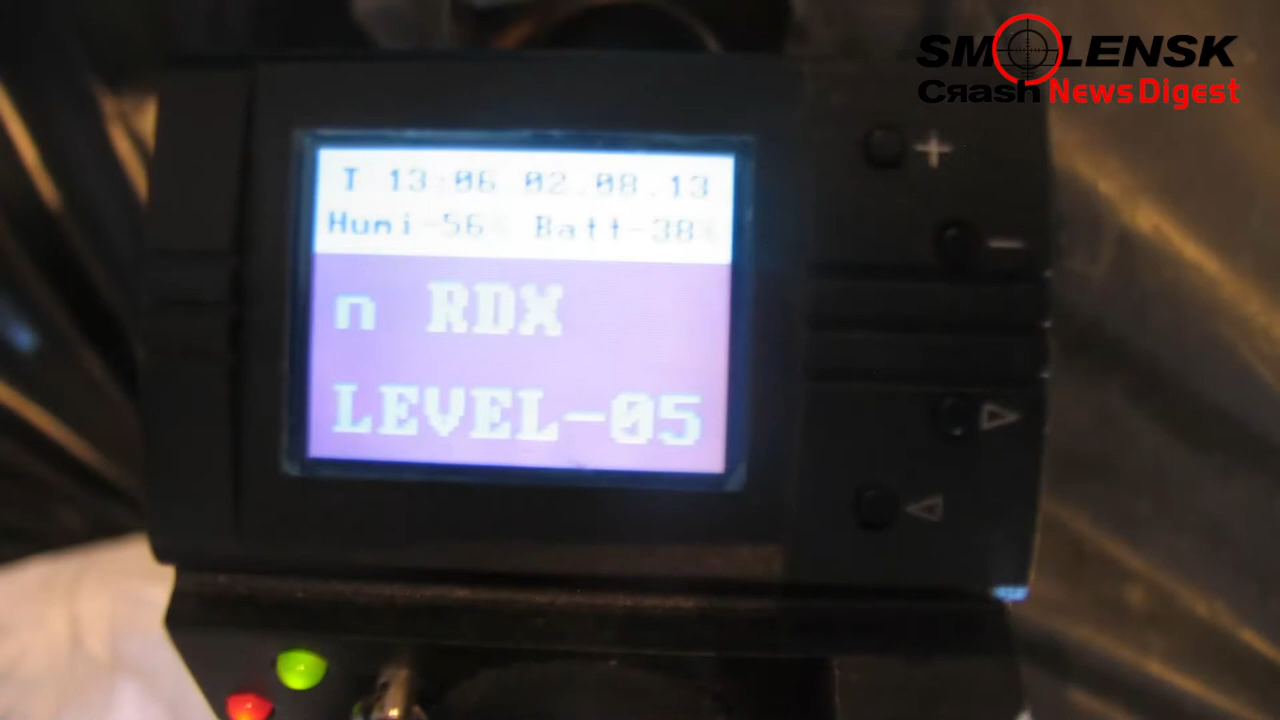 SMOLENSK
Cяash News Digest
T 13:06 02.08.13
Humi-56% Batt-38%
n RDX
LEVEL-05
+
-